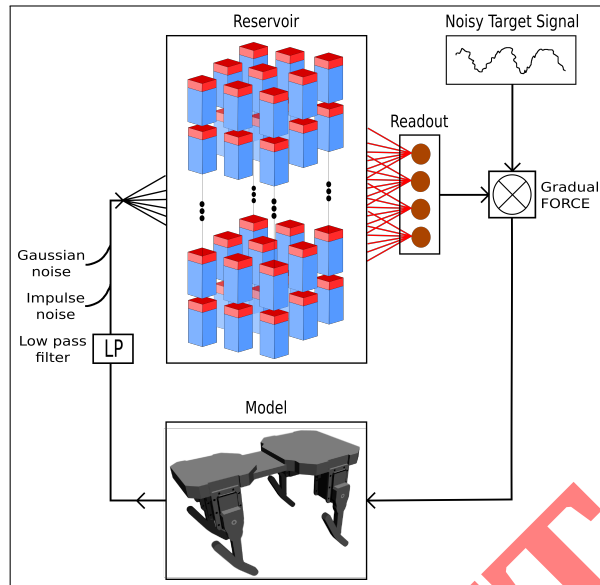 Reservoir
Noisy Target Signal
Readout
Gradual
FORCE
Gaussian
noise
Impulse
noise
Low pass
filter
LP
Model